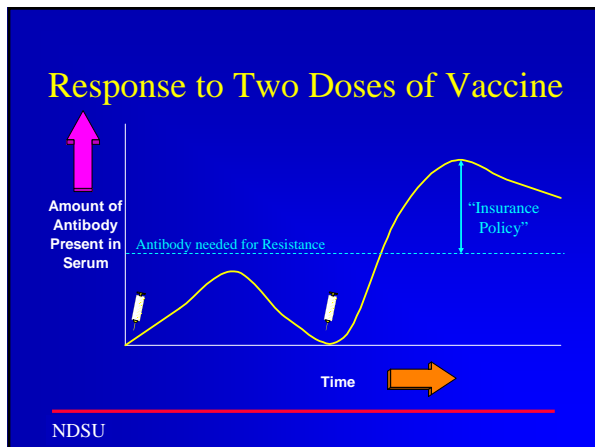 Response to Two Doses of Vaccine
Amount of
Antibody
Present in
Serum
Antibody needed for Resistance
“Insurance
Policy”
Time
NDSU